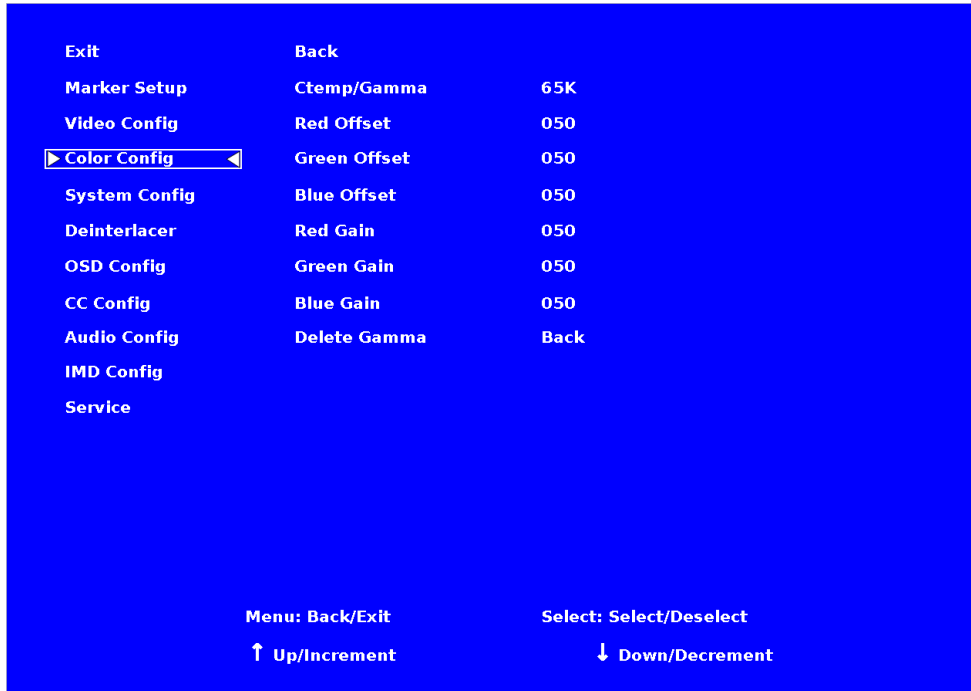 Exit Back
Marker Setup Ctemp/Gamma 65K
Video Config Red Offset 050
Color Config Green Offset 050
System Config Blue Offset 050
Deinterlacer Red Gain 050
OSD Config Green Gain 050
CC Config Blue Gain 050
Audio Config Delete Gamma Back
IMD Config
Service
Menu: Back/Exit Select: Select/Deselect
↑ Up/Increment ↓ Down/Decrement